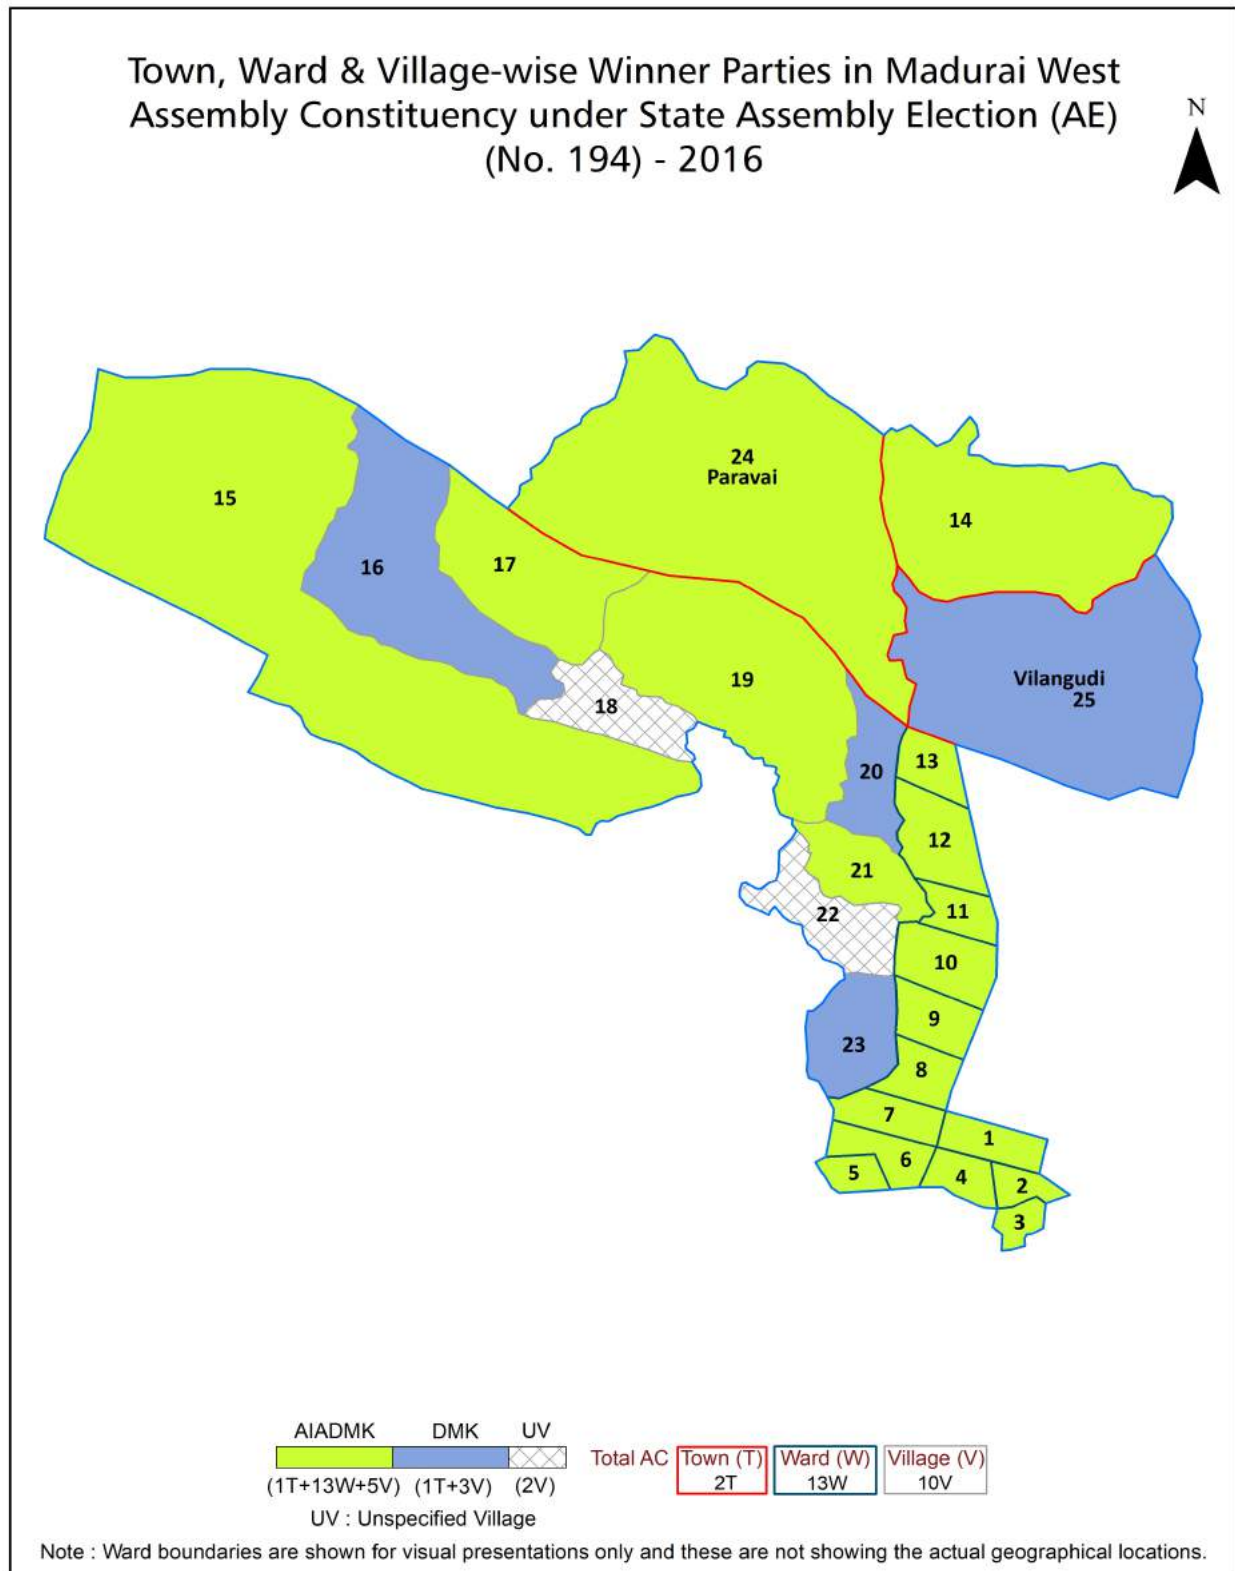 Town, Ward & Village-wise Winner Parties in Madurai West
Assembly Constituency under State Assembly Election (AE)
(No. 194) - 2016
N
24
Paravai
15
14
16
17
Vilangudi
25
19
18
13
20
12
21
11
22
10
9
23
8
7
1
6
5
4
2
3
AIADMK DMK UV
(1T+13W+5V) (1T+3V) (2V)
UV : Unspecified Village
Total AC Town (T) Ward (W) Village (V)
2T 13W 10V
Note : Ward boundaries are shown for visual presentations only and these are not showing the actual geographical locations.